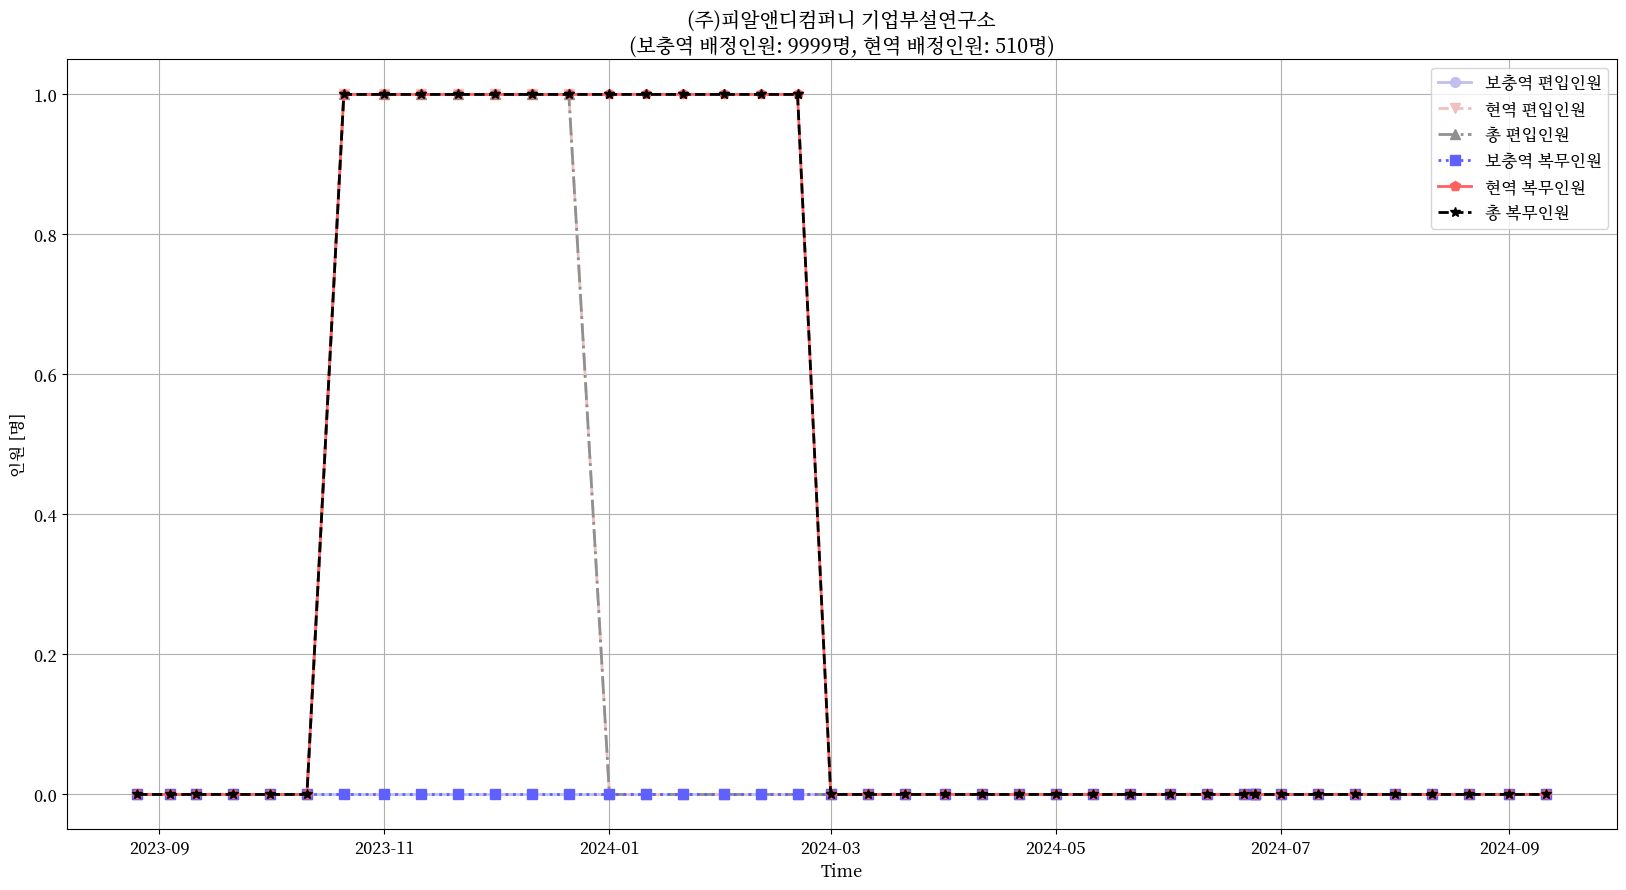 (주)피알앤디컴퍼니 기업부설연구소
(보충역 배정인원: 9999명, 현역 배정인원: 510명)
보충역 편입인원
현역 편입인원
총 편입인원
보충역 복무인원
현역 복무인원
총 복무인원
1.0
0.8
0.6
0.4
0.2
0.0
인원 [명]
2023-09 2023-11 2024-01 2024-03 2024-05 2024-07 2024-09
Time